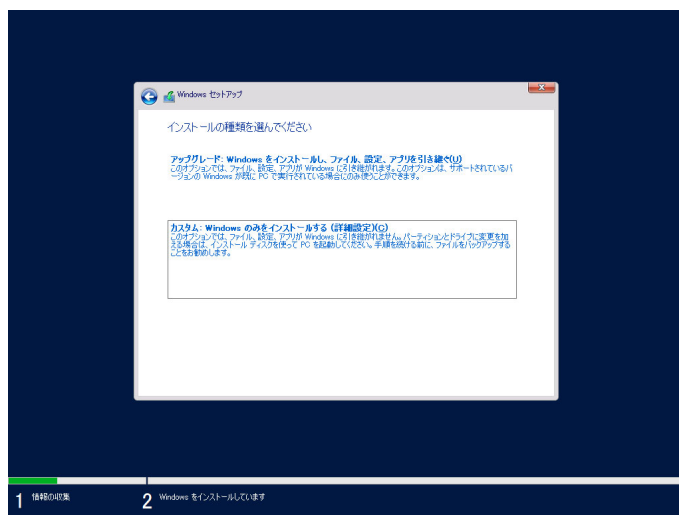 Windows セットアップ
インストールの種類を選んでください
アップグレード: Windows をインストールし、ファイル、設定、アプリを引き継ぐ(U)
このオプションでは、ファイル、設定、アプリが Windows に引き継がれます。このオプションは、サポートされているバ
ージョンの Windows が既に PC で実行されている場合にのみ使うことができます。
カスタム: Windows のみをインストールする (詳細設定)(C)
このオプションでは、ファイル、設定、アプリが Windows に引き継がれません。パーティションとドライブに変更を加
える場合は、インストール ディスクを使って PC を起動してください。手順を続ける前に、ファイルをバックアップする
ことをお勧めします。
1 情報の収集
2 Windows をインストールしています